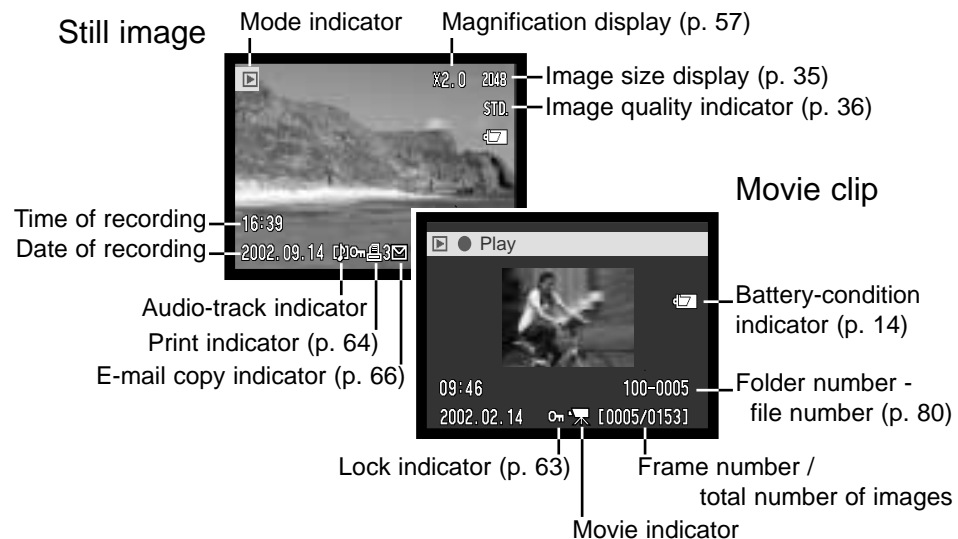 Still image
Mode indicator
Magnification display (p. 57)
X2.0 2048
Image size display (p. 35)
STD.
Image quality indicator (p. 36)
Movie clip
Time of recording
16:39
Date of recording
2002.09.14 3
Play
Audio-track indicator
Print indicator (p. 64)
E-mail copy indicator (p. 66)
Battery-condition
indicator (p. 14)
09:46 100-0005
Folder number -
file number (p. 80)
2002.02.14 [0005/0153]
Lock indicator (p. 63)
Frame number /
total number of images
Movie indicator